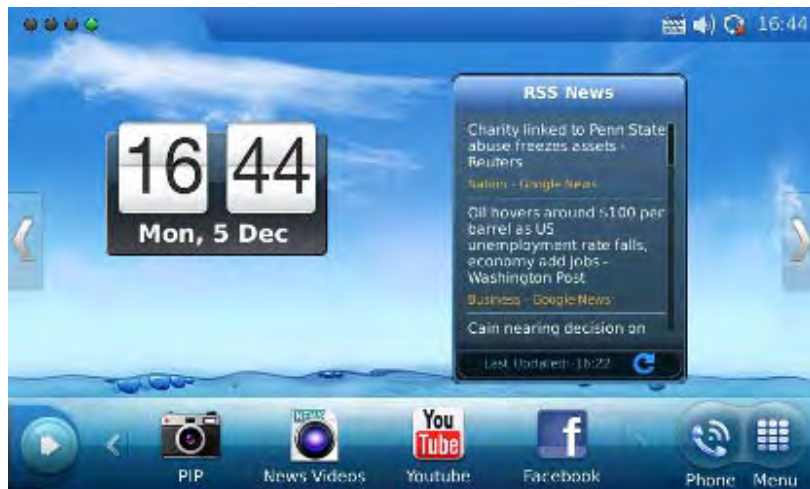 16:44
16 44
Mon, 5 Dec
RSS News
Charity linked to Penn State
abuse freezes assets -
Reuters
Nation - Google News
Oil hovers around $100 per
barrel as US
unemployment rate falls,
economy add jobs -
Washington Post
Business - Google News
Cain nearing decision on
Last Updated: 16:22
NEWS
You
Tube
f
PIP
News Videos
Youtube
Facebook
Phone
Menu